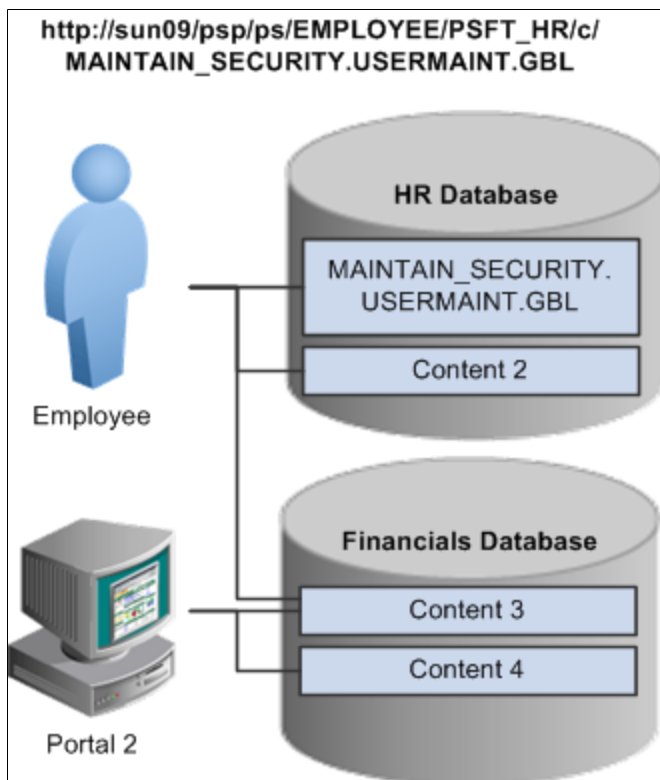 http://sun09/psp/ps/EMPLOYEE/PSFT_HR/c/
MAINTAIN_SECURITY.USERMAINT.GBL
HR Database
MAINTAIN_SECURITY.
USERMAINT.GBL
Content 2
Employee
Financials Database
Content 3
Content 4
Portal 2